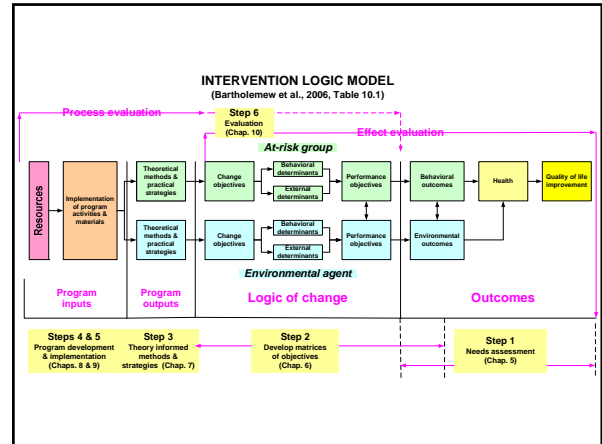 INTERVENTION LOGIC MODEL
(Bartholemew et al., 2006, Table 10.1)
Process evaluation
Step 6
Evaluation
(Chap. 10)
Effect evaluation
At-risk group
Resources
Implementation
of program
activities &
materials
Theoretical
methods &
practical
strategies
Change
objectives
Behavioral
determinants
External
determinants
Performance
objectives
Behavioral
outcomes
Health
Quality of life
improvement
Theoretical
methods &
practical
strategies
Change
objectives
Behavioral
determinants
External
determinants
Performance
objectives
Environmental
outcomes
Environmental agent
Program
inputs
Program
outputs
Logic of change
Outcomes
Steps 4 & 5
Program development
& implementation
(Chaps. 8 & 9)
Step 3
Theory informed
methods &
strategies (Chap. 7)
Step 2
Develop matrices
of objectives
(Chap. 6)
Step 1
Needs assessment
(Chap. 5)